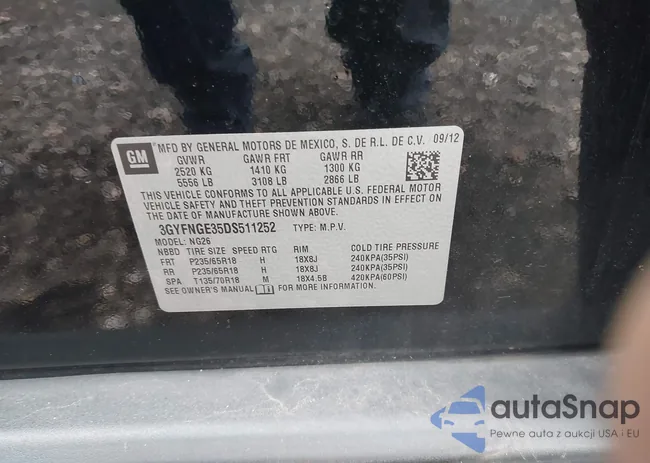 GM
MFD BY GENERAL MOTORS DE MEXICO, S. DE R.L. DE C.V. 09/12
GVWR GAWR FRT GAWR RR
2520 KG 1410 KG 1300 KG
5556 LB 3108 LB 2866 LB
THIS VEHICLE CONFORMS TO ALL APPLICABLE U.S. FEDERAL MOTOR
VEHICLE SAFETY AND THEFT PREVENTION STANDARDS IN EFFECT ON THE
DATE OF MANUFACTURE SHOWN ABOVE.
3GYFNGE35DS511252 TYPE: M.P.V.
MODEL: NG26
NBBD TIRE SIZE SPEED RTG RIM COLD TIRE PRESSURE
FRT P235/65R18 H 18X8J 240KPA(35PSI)
RR P235/65R18 H 18X8J 240KPA(35PSI)
SPA T135/70R18 M 18X4.5B 420KPA(60PSI)
SEE OWNER'S MANUAL FOR MORE INFORMATION.
autaSnap
Pewne auta z aukcji USA i EU